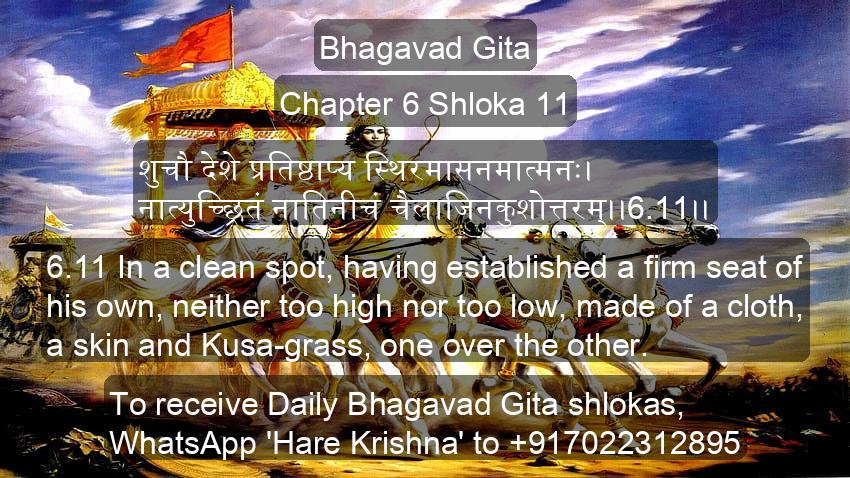 Bhagavad Gita
Chapter 6 Shloka 11
शुचौ देशे प्रतिष्ठाप्य स्थिरमासनमात्मनः।
नात्युच्छ्रितं नातिनीचं चैलाजिनकुशोत्तरम्।।6.11।।
6.11 In a clean spot, having established a firm seat of
his own, neither too high nor too low, made of a cloth,
a skin and Kusa-grass, one over the other.
To receive Daily Bhagavad Gita shlokas,
WhatsApp 'Hare Krishna' to +917022312895